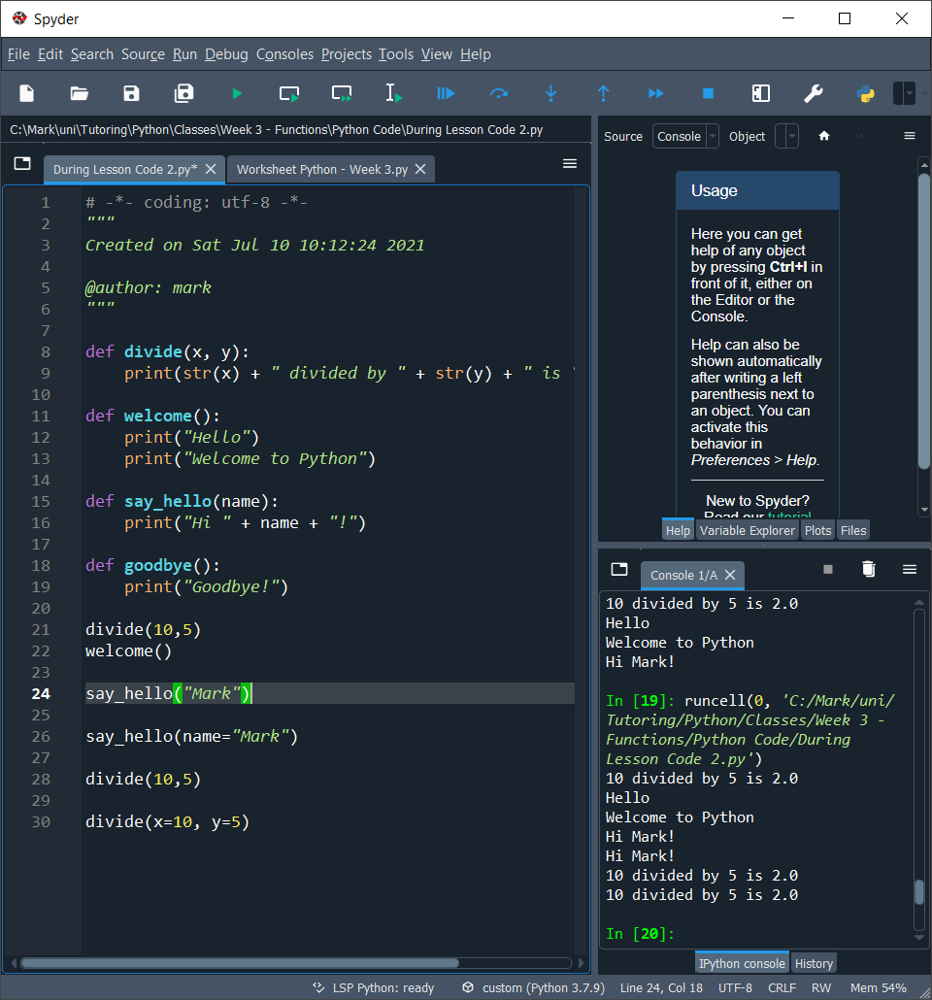 Spyder
File Edit Search Source Run Debug Consoles Projects Tools View Help
C:\Mark\uni\Tutoring\Python\Classes\Week 3 - Functions\Python Code\During Lesson Code 2.py
During Lesson Code 2.py*
Worksheet Python - Week 3.py
1 # -*- coding: utf-8 -*-
2 """
3 Created on Sat Jul 10 10:12:24 2021
4
5 @author: mark
6 """
7
8 def divide(x, y):
9     print(str(x) + " divided by " + str(y) + " is "
10
11 def welcome():
12     print("Hello")
13     print("Welcome to Python")
14
15 def say_hello(name):
16     print("Hi " + name + "!")
17
18 def goodbye():
19     print("Goodbye!")
20
21 divide(10,5)
22 welcome()
23
24 say_hello("Mark")
25
26 say_hello(name="Mark")
27
28 divide(10,5)
29
30 divide(x=10, y=5)
Source Console Object
Usage
Here you can get
help of any object
by pressing Ctrl+I in
front of it, either on
the Editor or the
Console.
Help can also be
shown automatically
after writing a left
parenthesis next to
an object. You can
activate this
behavior in
Preferences > Help.
New to Spyder?
Read our tutorial
Help Variable Explorer Plots Files
Console 1/A
10 divided by 5 is 2.0
Hello
Welcome to Python
Hi Mark!
In [19]: runcell(0, 'C:/Mark/uni/
Tutoring/Python/Classes/Week 3 -
Functions/Python Code/During
Lesson Code 2.py')
10 divided by 5 is 2.0
Hello
Welcome to Python
Hi Mark!
Hi Mark!
10 divided by 5 is 2.0
10 divided by 5 is 2.0
In [20]:
IPython console History
LSP Python: ready custom (Python 3.7.9) Line 24, Col 18 UTF-8 CRLF RW Mem 54%